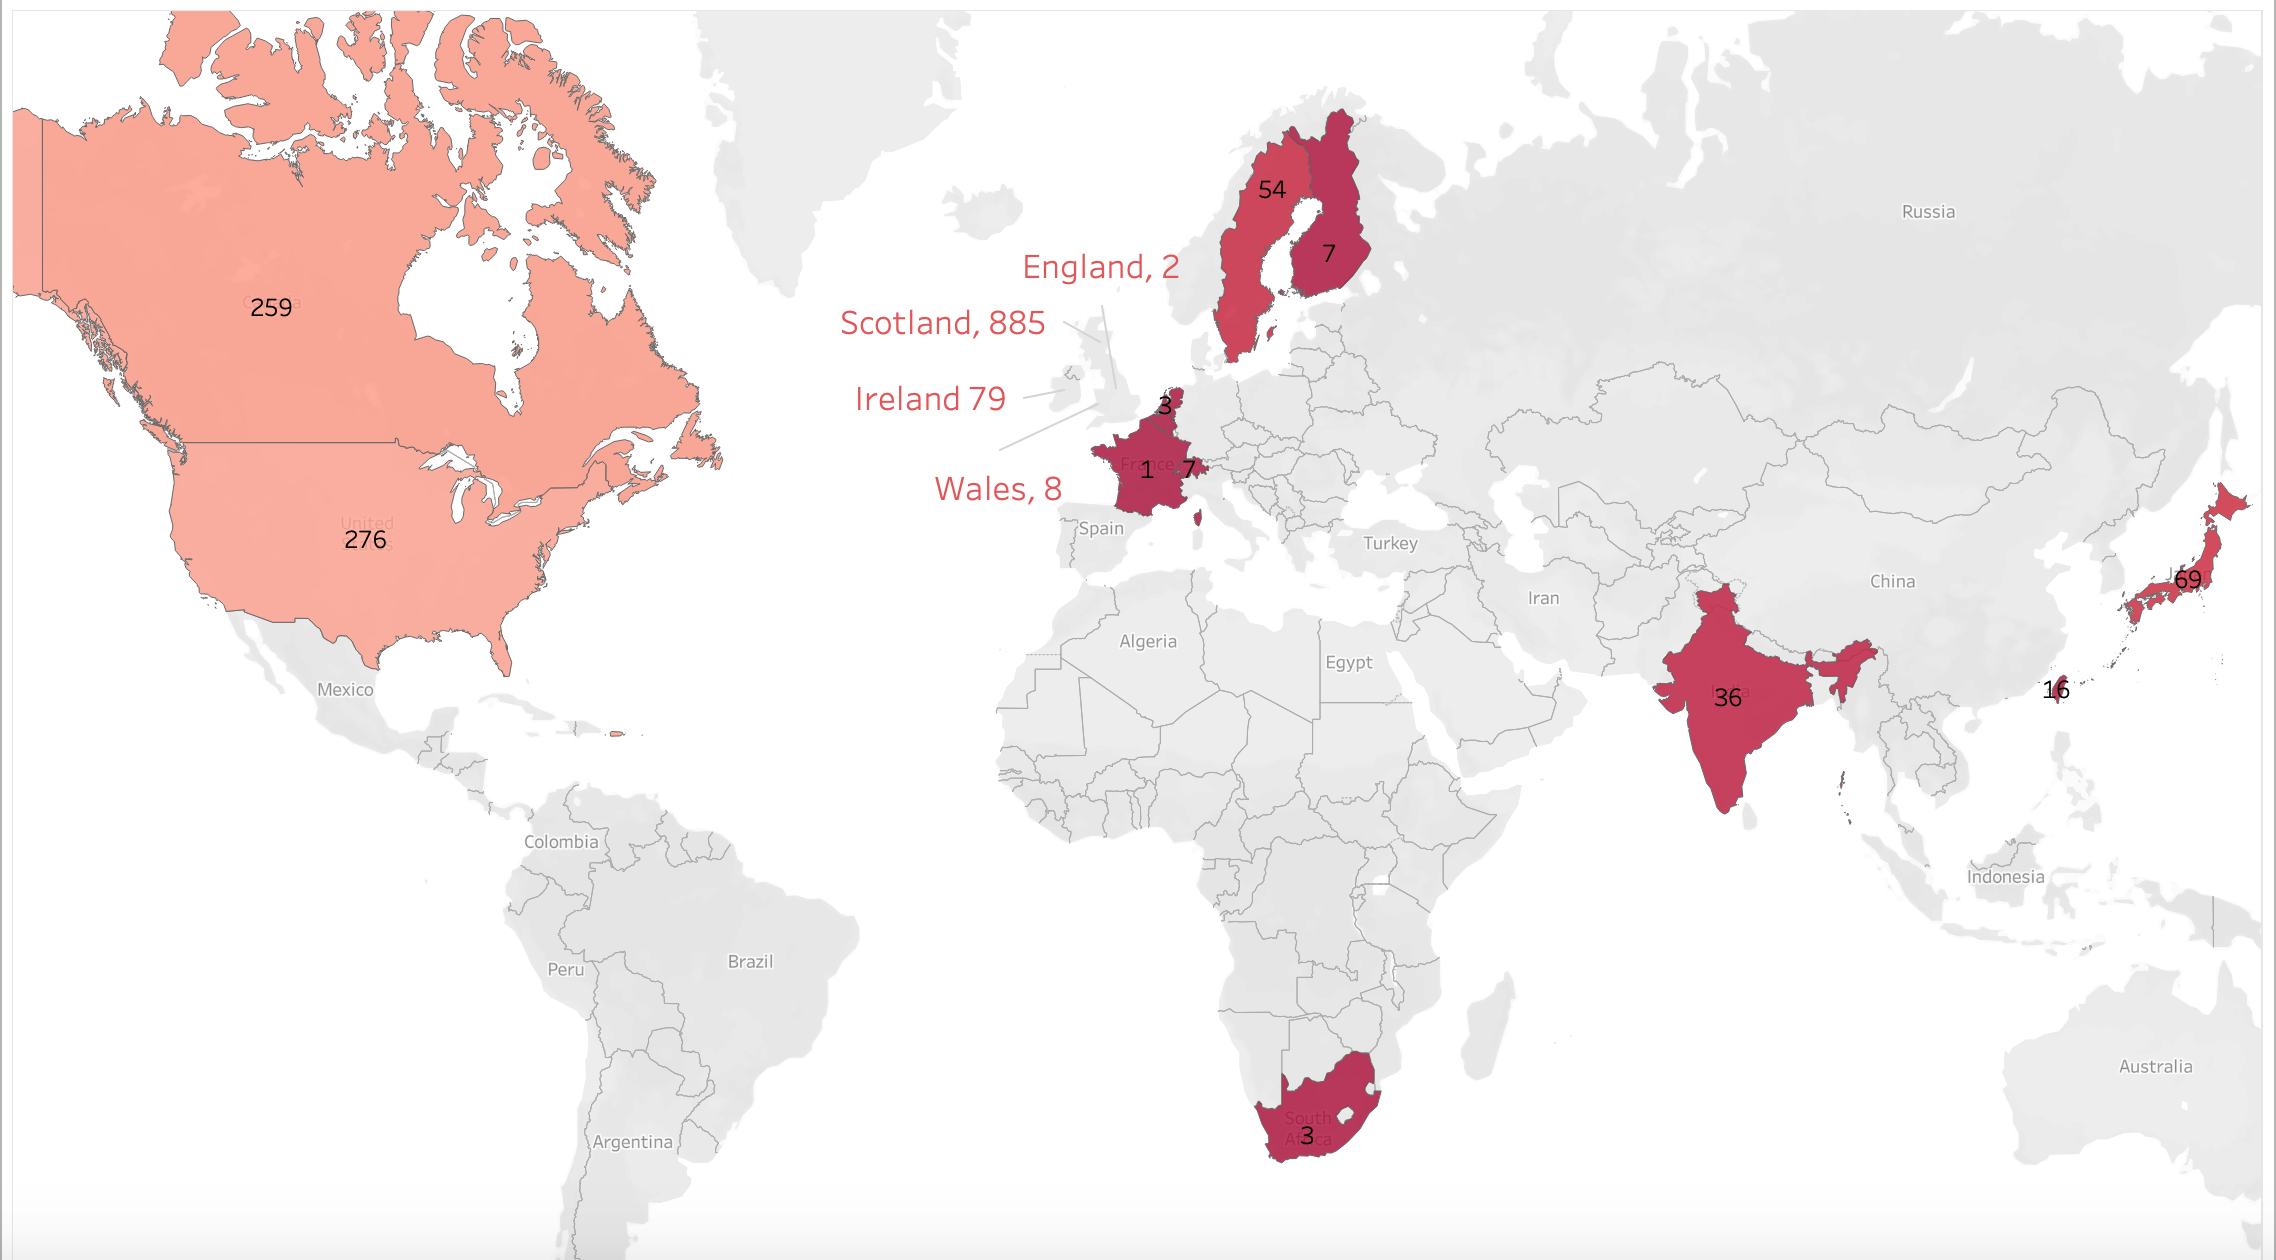 Russia
54
7
England, 2
259
Scotland, 885
Ireland 79
3
France
1
7
Wales, 8
United
276
Spain
Turkey
China
Iran
69
Algeria
Egypt
Mexico
36
16
Colombia
Indonesia
Brazil
Peru
Australia
South
3
Argentina